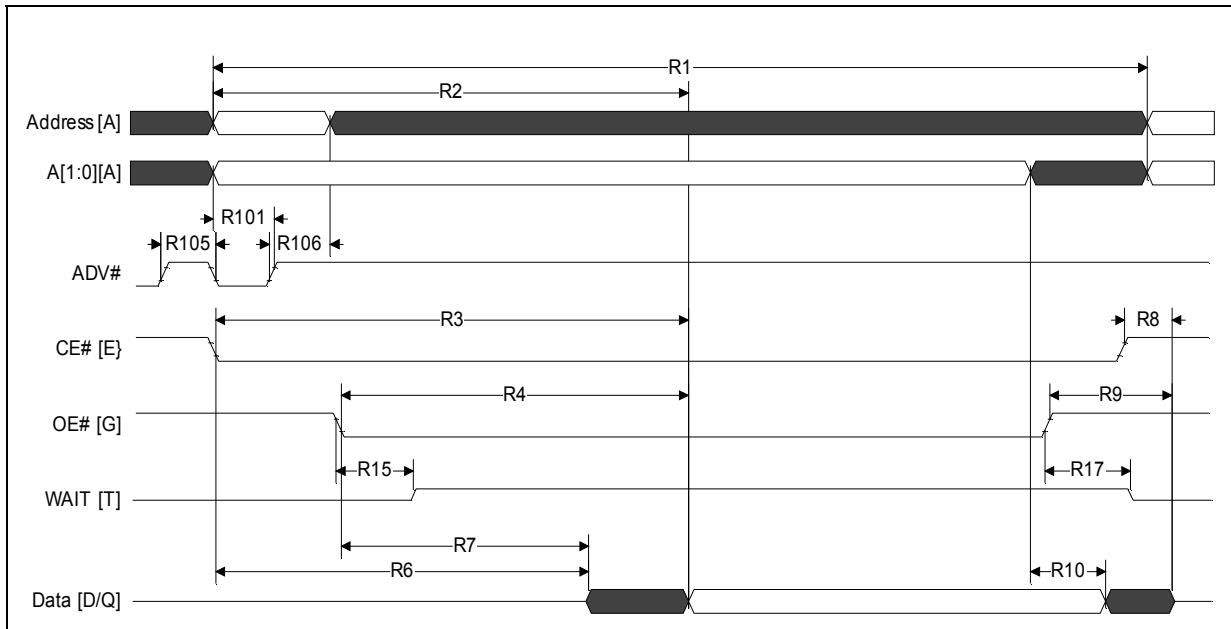 R1
R2
Address [A]
A[1:0][A]
R101
R105
R106
ADV#
R3
R8
CE# [E}
R4
R9
OE# [G]
R15
R17
WAIT [T]
R7
R6
R10
Data [D/Q]